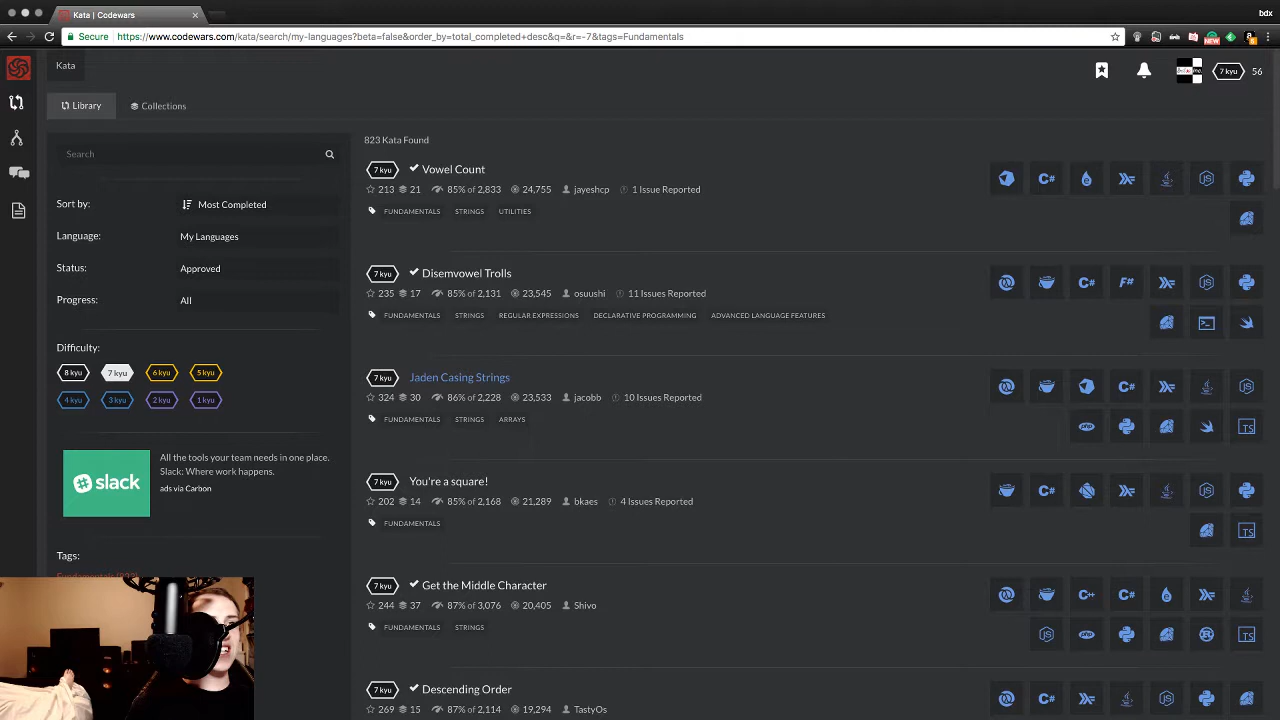 Kata | Codewars
bdx
Secure https://www.codewars.com/kata/search/my-languages?beta=false&order_by=total_completed+desc&q=&r=-7&tags=Fundamentals
Kata
7 kyu 56
Library Collections
Search
Sort by: Most Completed
Language: My Languages
Status: Approved
Progress: All
Difficulty:
8 kyu 7 kyu 6 kyu 5 kyu
4 kyu 3 kyu 2 kyu 1 kyu
slack
All the tools your team needs in one place.
Slack: Where work happens.
ads via Carbon
Tags:
823 Kata Found
7 kyu Vowel Count
213 21 85% of 2,833 24,755 jayeshcp 1 Issue Reported
FUNDAMENTALS STRINGS UTILITIES
7 kyu Disemvowel Trolls
235 17 85% of 2,131 23,545 osuushi 11 Issues Reported
FUNDAMENTALS STRINGS REGULAR EXPRESSIONS DECLARATIVE PROGRAMMING ADVANCED LANGUAGE FEATURES
7 kyu Jaden Casing Strings
324 30 86% of 2,228 23,533 jacobb 10 Issues Reported
FUNDAMENTALS STRINGS ARRAYS
7 kyu You're a square!
202 14 85% of 2,168 21,289 bkaes 4 Issues Reported
FUNDAMENTALS
7 kyu Get the Middle Character
244 37 87% of 3,076 20,405 Shivo
FUNDAMENTALS STRINGS
7 kyu Descending Order
269 15 87% of 2,114 19,294 TastyOs